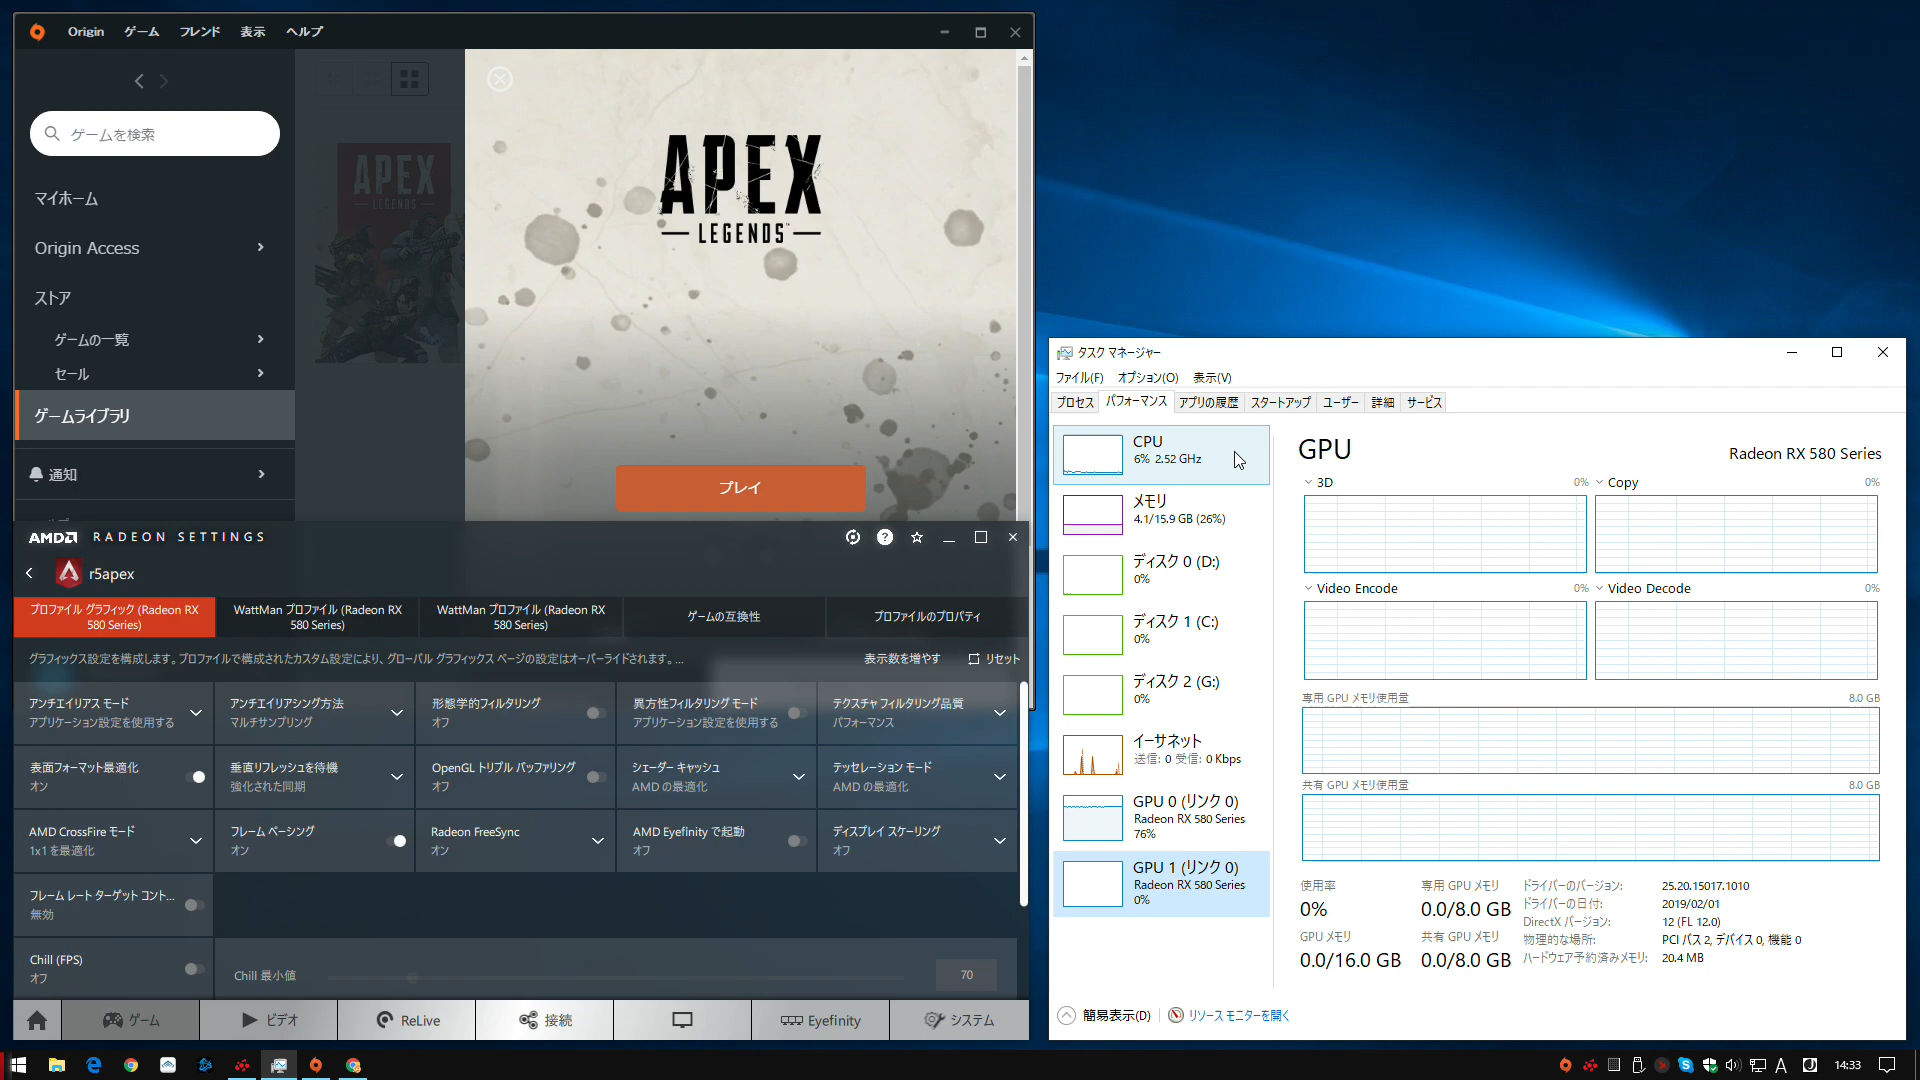 Origin ゲーム フレンド 表示 ヘルプ
ゲームを検索
マイホーム
Origin Access
ストア
ゲームの一覧
セール
ゲームライブラリ
通知
APEX
LEGENDS
APEX
LEGENDS™
プレイ
AMD RADEON SETTINGS
r5apex
プロファイル グラフィック (Radeon RX
580 Series)
WattMan プロファイル (Radeon RX
580 Series)
WattMan プロファイル (Radeon RX
580 Series)
ゲームの互換性
プロファイルのプロパティ
グラフィックス設定を構成します。プロファイルで構成されたカスタム設定により、グローバル グラフィックス ページの設定はオーバーライドされます。...
表示数を増やす
リセット
アンチエイリアス モード
アプリケーション設定を使用する
アンチエイリアシング方法
マルチサンプリング
形態学的フィルタリング
オフ
異方性フィルタリング モード
アプリケーション設定を使用する
テクスチャ フィルタリング品質
パフォーマンス
表面フォーマット最適化
オン
垂直リフレッシュを待機
強化された同期
OpenGL トリプル バッファリング
オフ
シェーダー キャッシュ
AMD の最適化
テッセレーション モード
AMD の最適化
AMD CrossFire モード
1x1 を最適化
フレーム ペーシング
オン
Radeon FreeSync
オン
AMD Eyefinity で起動
オフ
ディスプレイ スケーリング
オフ
フレーム レート ターゲット コント...
無効
Chill (FPS)
オフ
Chill 最小値
70
ゲーム
ビデオ
ReLive
接続
Eyefinity
システム
タスク マネージャー
ファイル(F) オプション(O) 表示(V)
プロセス パフォーマンス アプリの履歴 スタートアップ ユーザー 詳細 サービス
CPU
6% 2.52 GHz
メモリ
4.1/15.9 GB (26%)
ディスク 0 (D:)
0%
ディスク 1 (C:)
0%
ディスク 2 (G:)
0%
イーサネット
送信: 0 受信: 0 Kbps
GPU 0 (リンク 0)
Radeon RX 580 Series
76%
GPU 1 (リンク 0)
Radeon RX 580 Series
0%
GPU
Radeon RX 580 Series
3D 0%
Copy 0%
Video Encode 0%
Video Decode 0%
専用 GPU メモリ使用量 8.0 GB
共有 GPU メモリ使用量 8.0 GB
使用率
0%
専用 GPU メモリ
0.0/8.0 GB
GPU メモリ
0.0/16.0 GB
共有 GPU メモリ
0.0/8.0 GB
ドライバーのバージョン: 25.20.15017.1010
ドライバーの日付: 2019/02/01
DirectX バージョン: 12 (FL 12.0)
物理的な場所: PCI バス 2, デバイス 0, 機能 0
ハードウェア予約済みメモリ: 20.4 MB
簡易表示(D)
リソース モニターを開く
A
14:33